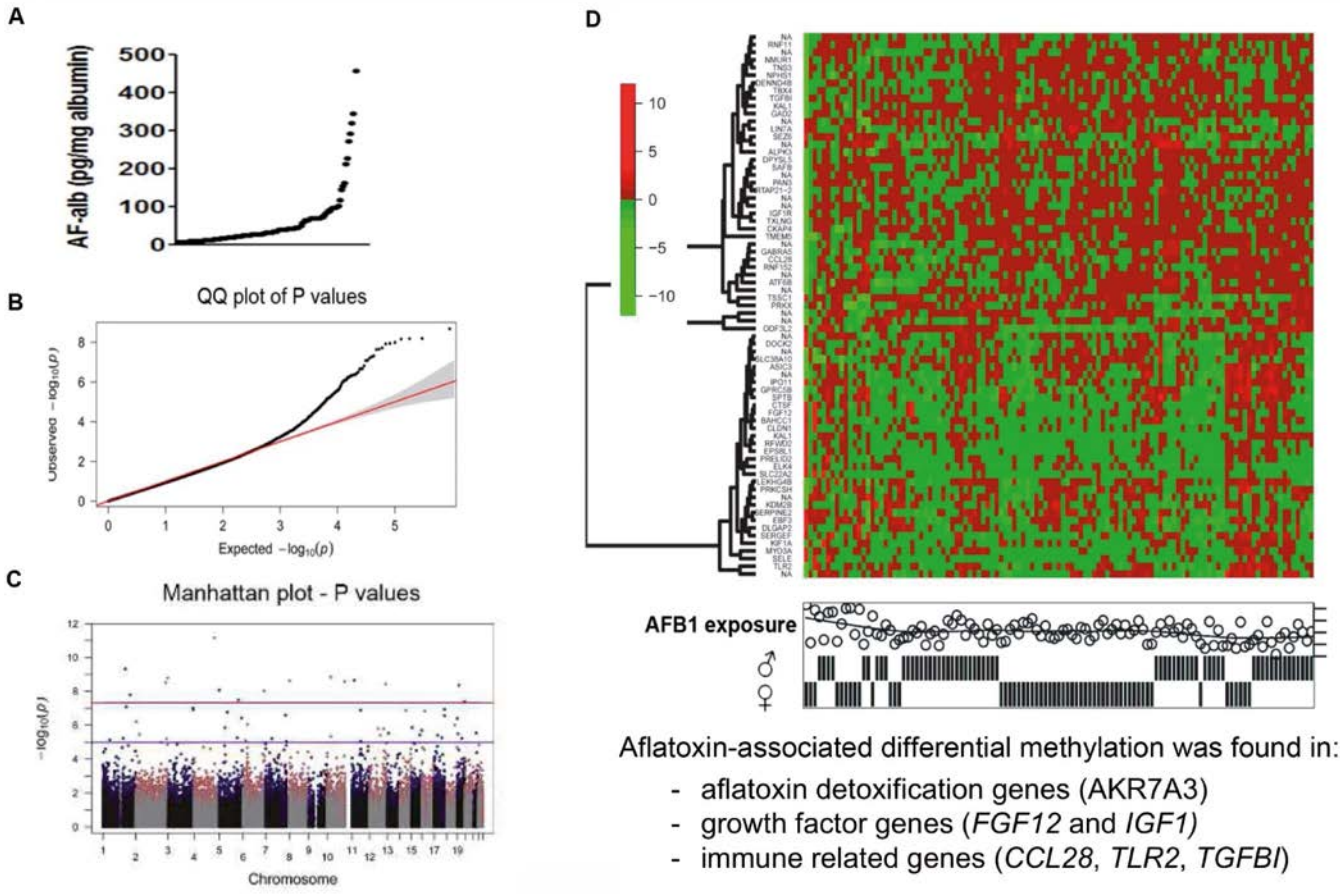 A
AF-alb (pg/mg albumin)
500
400
300
200
100
0
B
QQ plot of P values
Observed −log10(p)
8
6
4
2
0
0 1 2 3 4 5
Expected −log10(p)
C
Manhattan plot - P values
−log10(p)
12
10
8
6
4
2
0
1 3 5 7 9 11 13 15 17 19
2 4 6 8 10 12 14 16 18
Chromosome
D
10
5
0
−5
−10
NA
RNF11
NA
NMUR1
TNS3
NPHS1
DENND4B
TBX4
TGFBI
KAL1
GAD2
NA
LIN7A
SEZ6
NA
ALPK3
DPYSL5
SAFB
NA
PAN3
RTAP21−2
NA
NA
IGF1R
TXLNG
CKAP4
TMEM5
NA
GABRA5
CCL28
RNF152
NA
ATF6B
NA
TSSC1
PRKX
NA
NA
ODF3L2
NA
DOCK2
NA
SLC38A10
ASIC3
NA
IPO11
GPRC5B
SPTB
CTSF
FGF12
BAHCC1
CLDN1
KAL1
RFWD2
EPS8L1
PRELID2
ELK4
SLC22A2
LEKHG4B
PRKCSH
NA
KDM2B
SERPINE2
EBF3
DLGAP2
SERGEF
KIF1A
MYO3A
SELE
TLR2
NA
AFB1 exposure
♂
♀
Aflatoxin-associated differential methylation was found in:
- aflatoxin detoxification genes (AKR7A3)
- growth factor genes (FGF12 and IGF1)
- immune related genes (CCL28, TLR2, TGFBI)